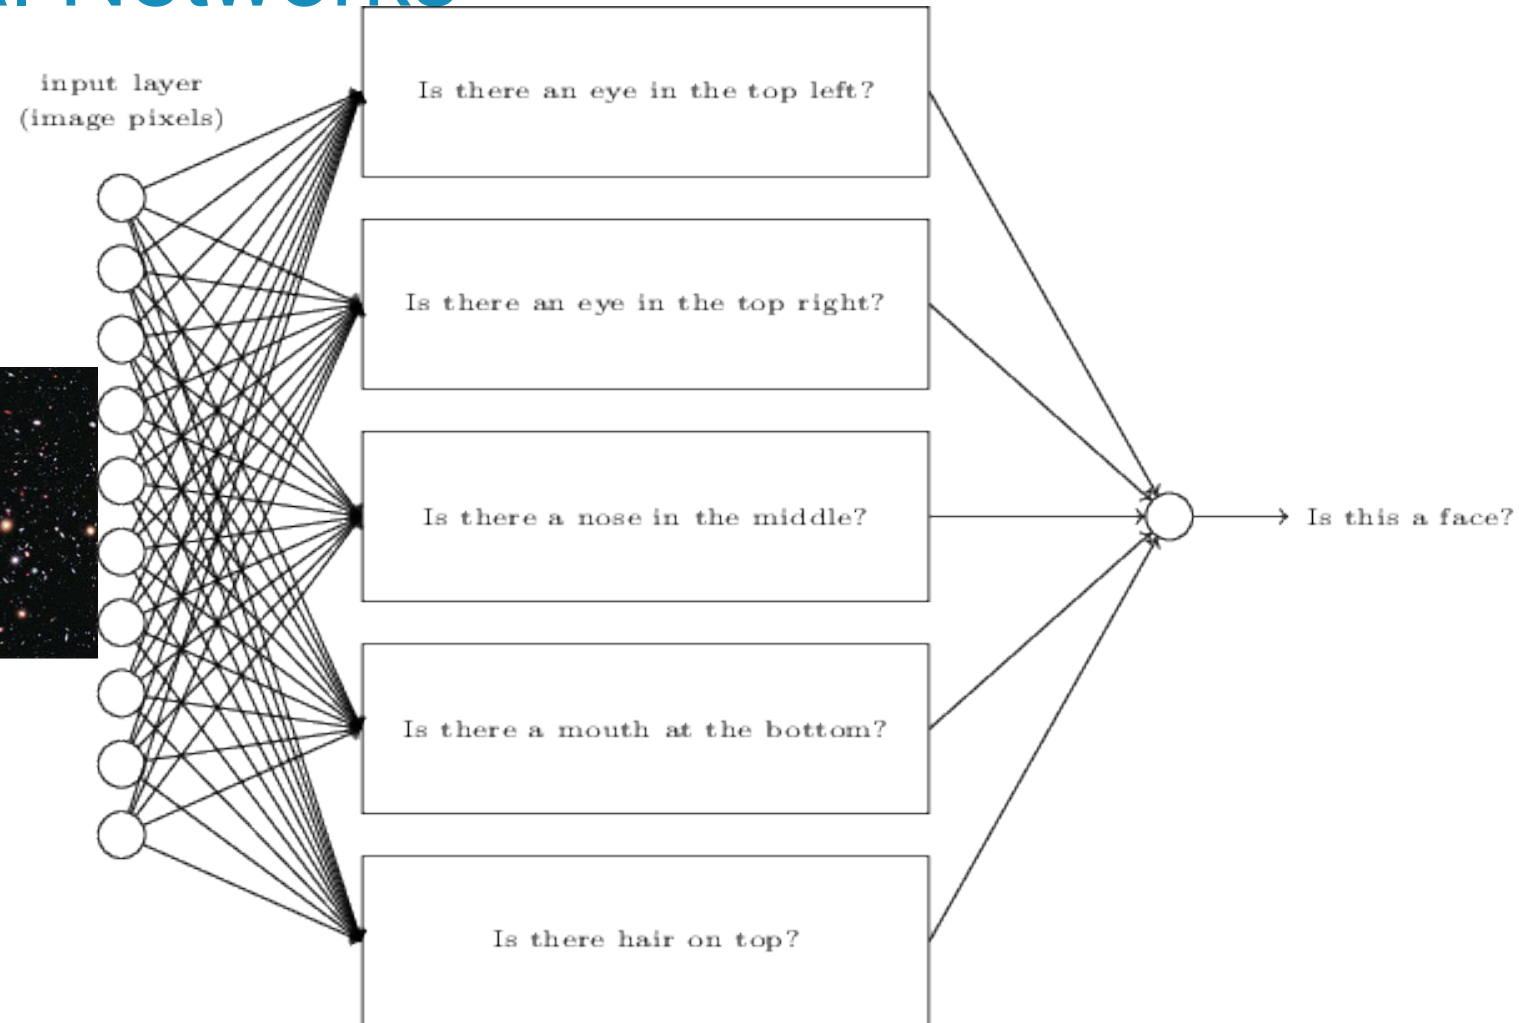 Networks
input layer
(image pixels)
Is there an eye in the top left?
Is there an eye in the top right?
Is there a nose in the middle?
Is there a mouth at the bottom?
Is there hair on top?
Is this a face?